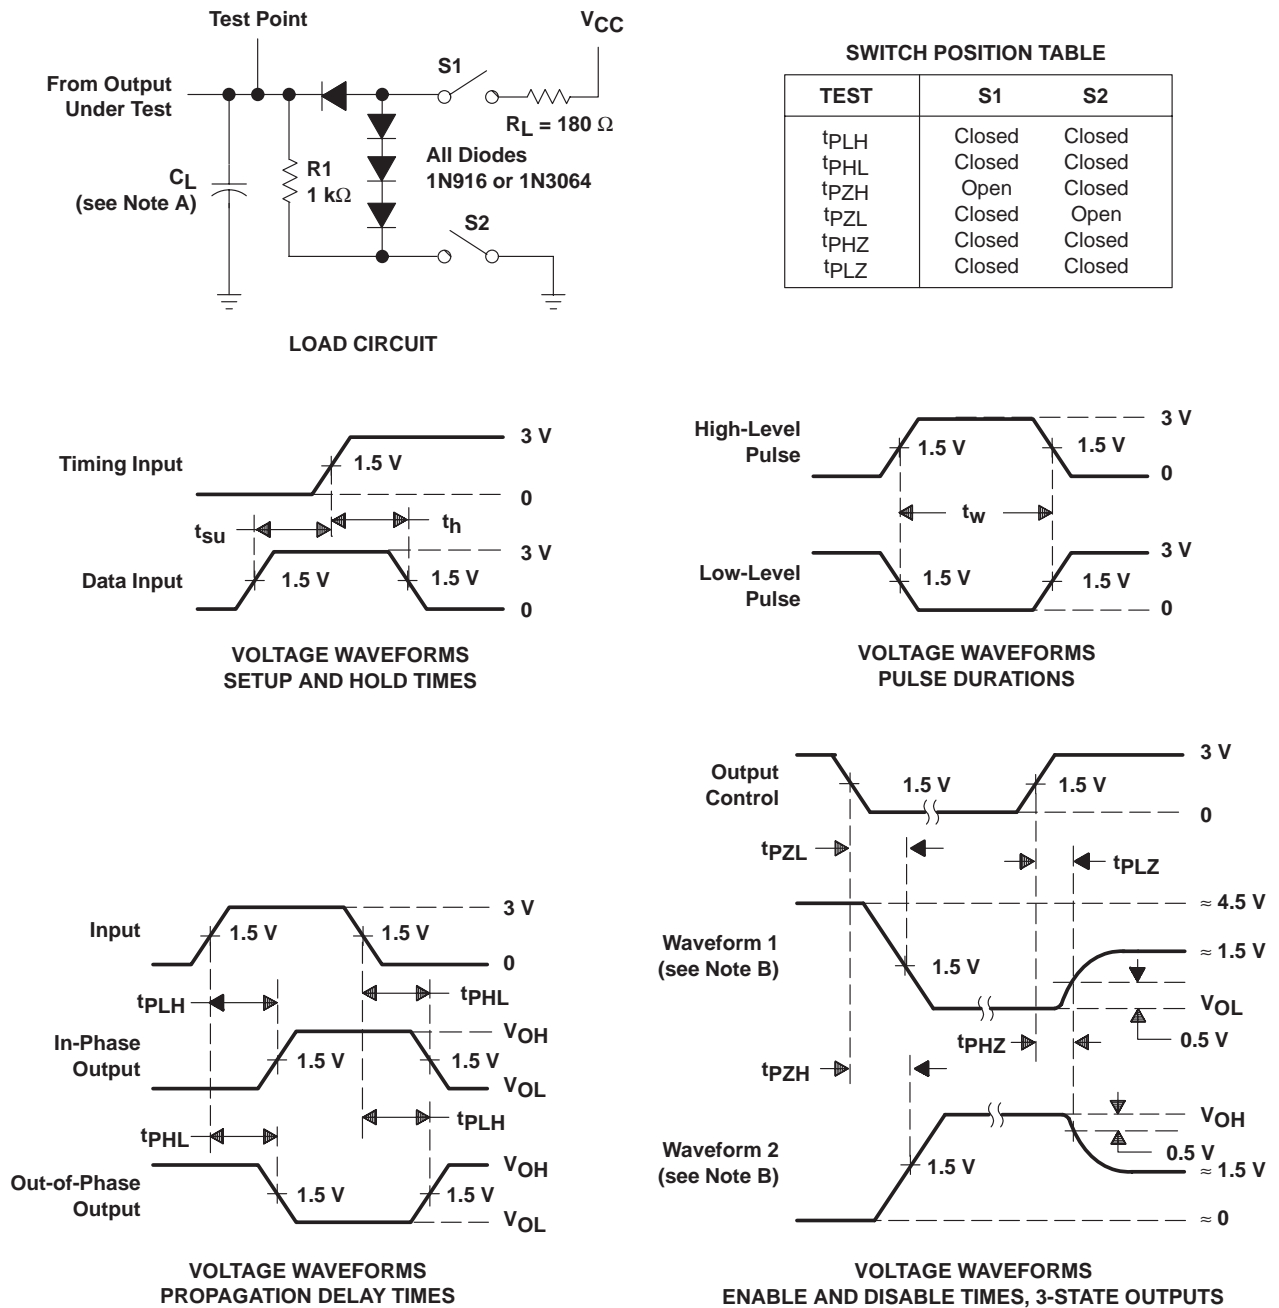 Test Point
VCC
S1
From Output
Under Test
RL = 180 Ω
R1
1 kΩ
All Diodes
1N916 or 1N3064
CL
(see Note A)
S2
LOAD CIRCUIT
SWITCH POSITION TABLE
TEST S1 S2
tPLH Closed Closed
tPHL Closed Closed
tPZH Open Closed
tPZL Closed Open
tPHZ Closed Closed
tPLZ Closed Closed
3 V
Timing Input
1.5 V
0
tsu
th
3 V
Data Input
1.5 V
1.5 V
0
VOLTAGE WAVEFORMS
SETUP AND HOLD TIMES
High-Level
Pulse
3 V
1.5 V
1.5 V
0
tw
3 V
Low-Level
Pulse
1.5 V
1.5 V
0
VOLTAGE WAVEFORMS
PULSE DURATIONS
3 V
Input
1.5 V
1.5 V
0
tPLH
tPHL
In-Phase
Output
VOH
1.5 V
1.5 V
VOL
tPHL
tPLH
Out-of-Phase
Output
VOH
1.5 V
1.5 V
VOL
VOLTAGE WAVEFORMS
PROPAGATION DELAY TIMES
3 V
Output
Control
1.5 V
1.5 V
0
tPZL
tPLZ
≈ 4.5 V
Waveform 1
(see Note B)
1.5 V
≈ 1.5 V
VOL
0.5 V
tPHZ
tPZH
VOH
0.5 V
Waveform 2
(see Note B)
1.5 V
≈ 1.5 V
≈ 0
VOLTAGE WAVEFORMS
ENABLE AND DISABLE TIMES, 3-STATE OUTPUTS